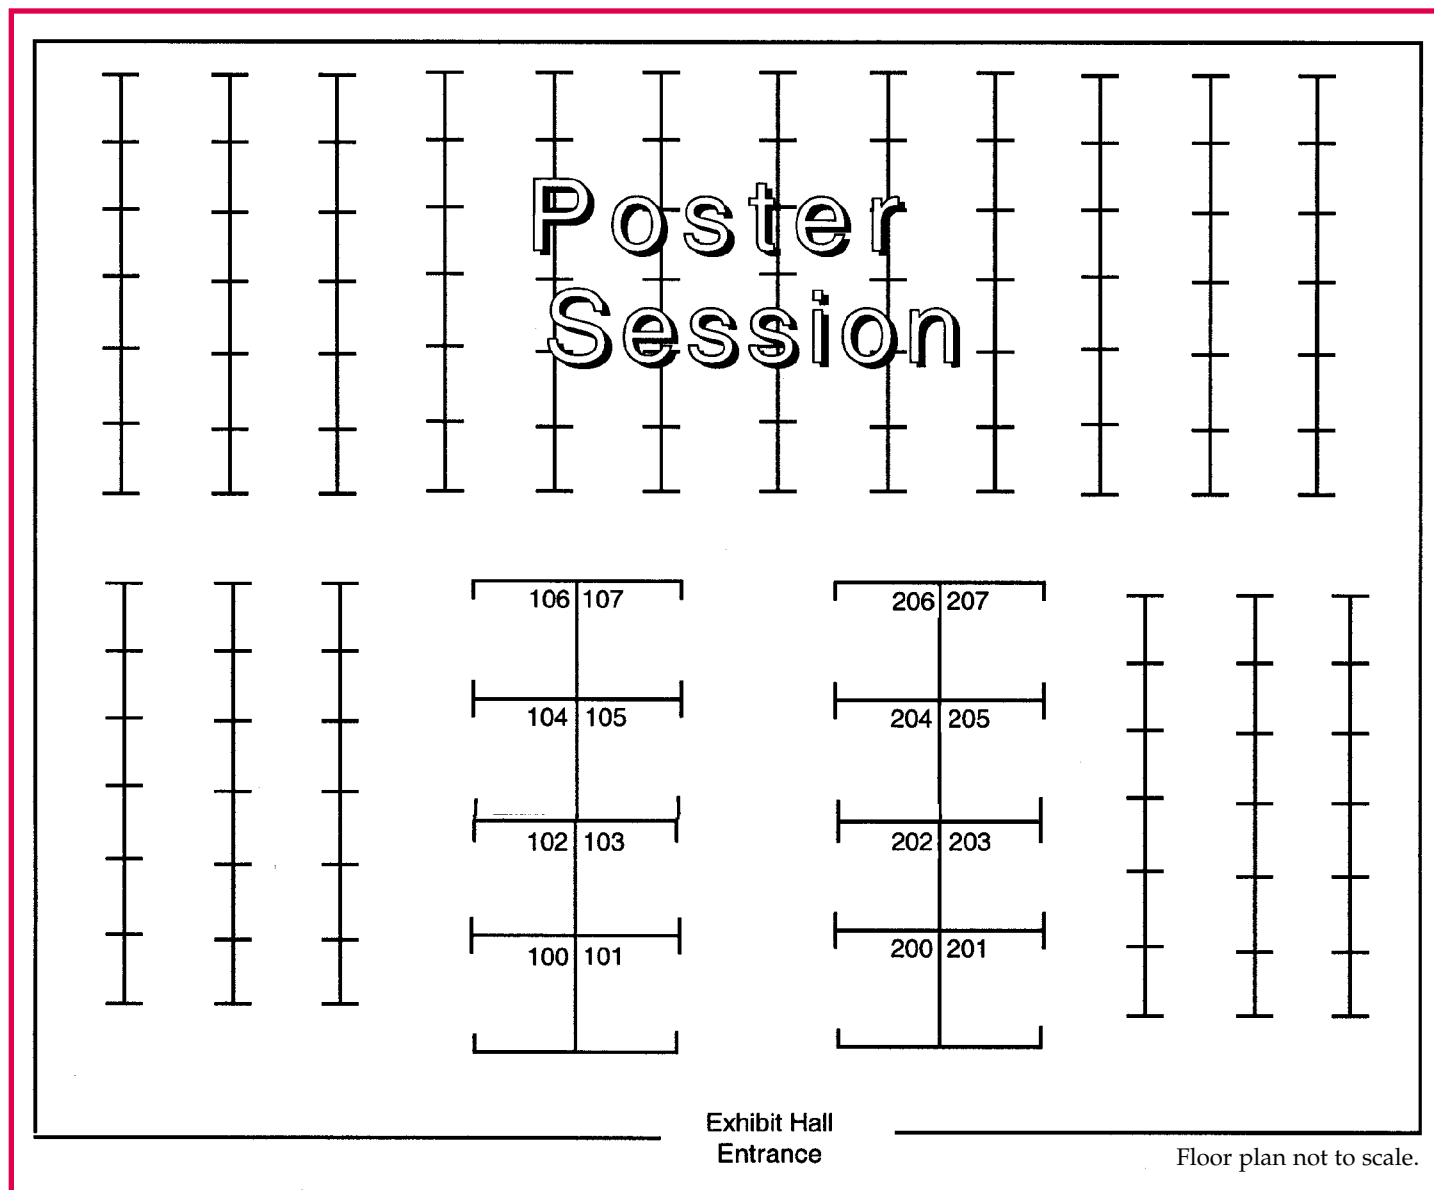 Poster
Session
106 107
206 207
104 105
204 205
102 103
202 203
100 101
200 201
Exhibit Hall
Entrance
Floor plan not to scale.